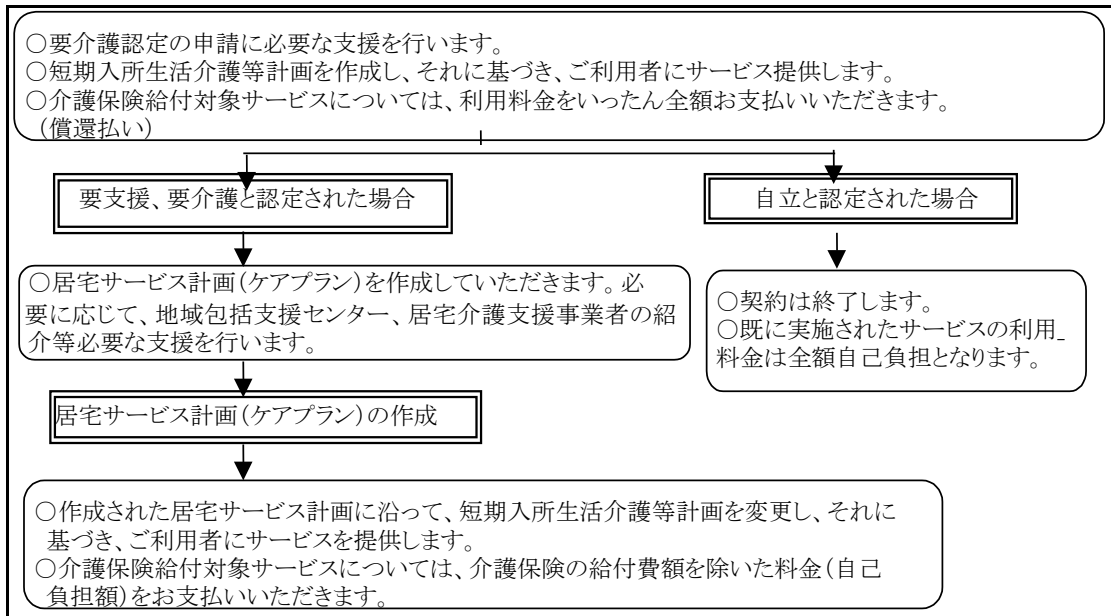 ○要介護認定の申請に必要な支援を行います。
○短期入所生活介護等計画を作成し、それに基づき、ご利用者にサービス提供します。
○介護保険給付対象サービスについては、利用料金をいったん全額お支払いいただきます。
(償還払い)
要支援、要介護と認定された場合
自立と認定された場合
○居宅サービス計画(ケアプラン)を作成していただきます。必
要に応じて、地域包括支援センター、居宅介護支援事業者の紹
介等必要な支援を行います。
○契約は終了します。
○既に実施されたサービスの利用
料金は全額自己負担となります。
居宅サービス計画(ケアプラン)の作成
○作成された居宅サービス計画に沿って、短期入所生活介護等計画を変更し、それに
基づき、ご利用者にサービスを提供します。
○介護保険給付対象サービスについては、介護保険の給付費額を除いた料金(自己
負担額)をお支払いいただきます。